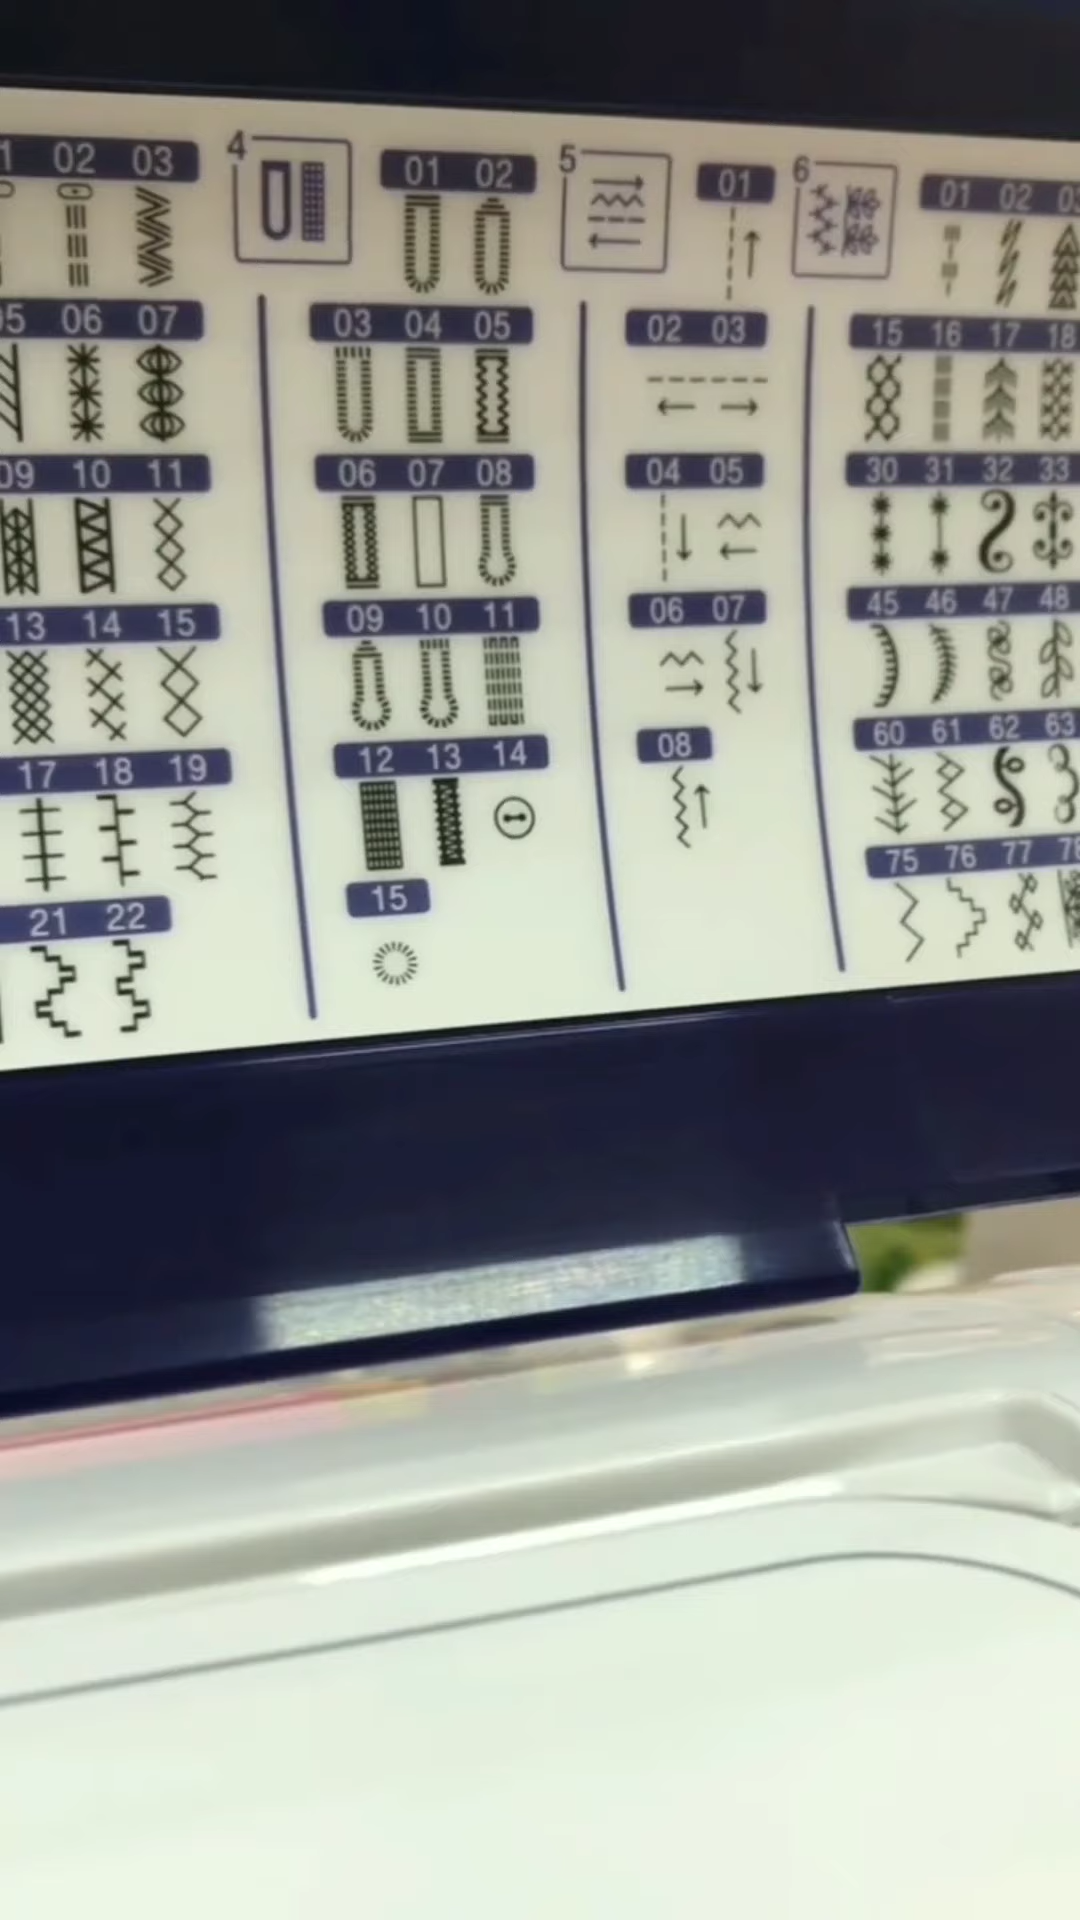 02 03
06 07
09 10 11
13 14 15
17 18 19
21 22
4
01 02
03 04 05
06 07 08
09 10 11
12 13 14
15
5
01
02 03
04 05
06 07
08
6
01 02
15 16 17 18
30 31 32 33
45 46 47 48
60 61 62 63
75 76 77